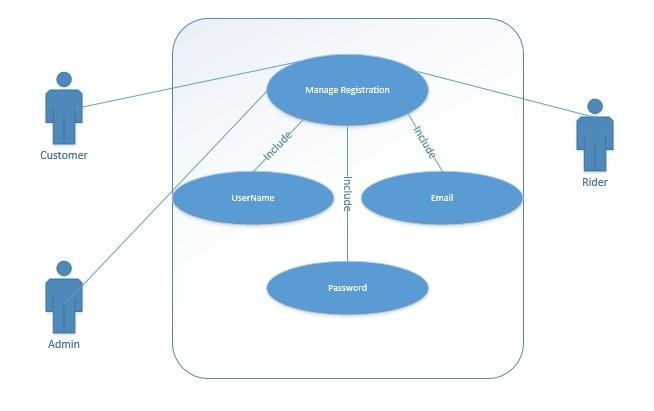 Manage Registration
Customer
Include
Include
Include
Rider
UserName
Email
Password
Admin